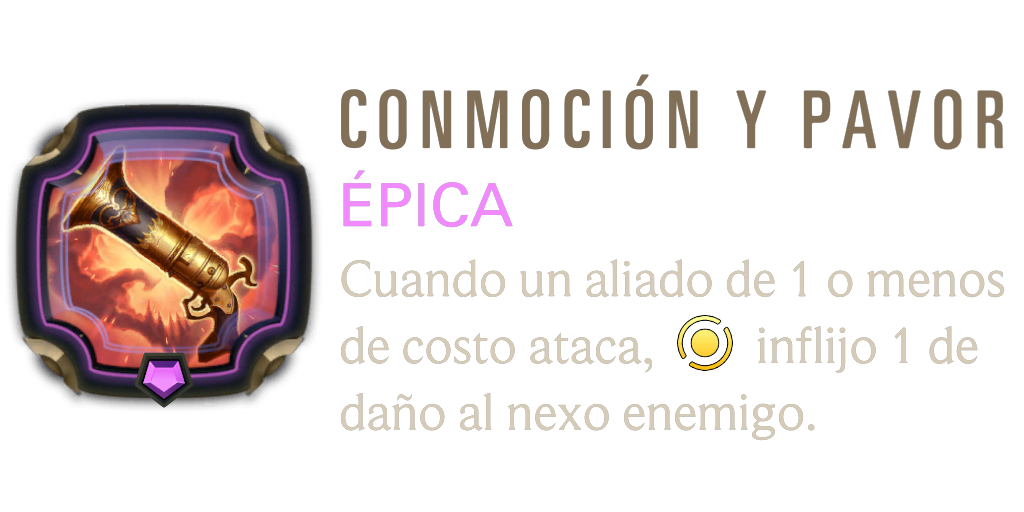 CONMOCIÓN Y PAVOR
ÉPICA
Cuando un aliado de 1 o menos
de costo ataca, inflijo 1 de
daño al nexo enemigo.